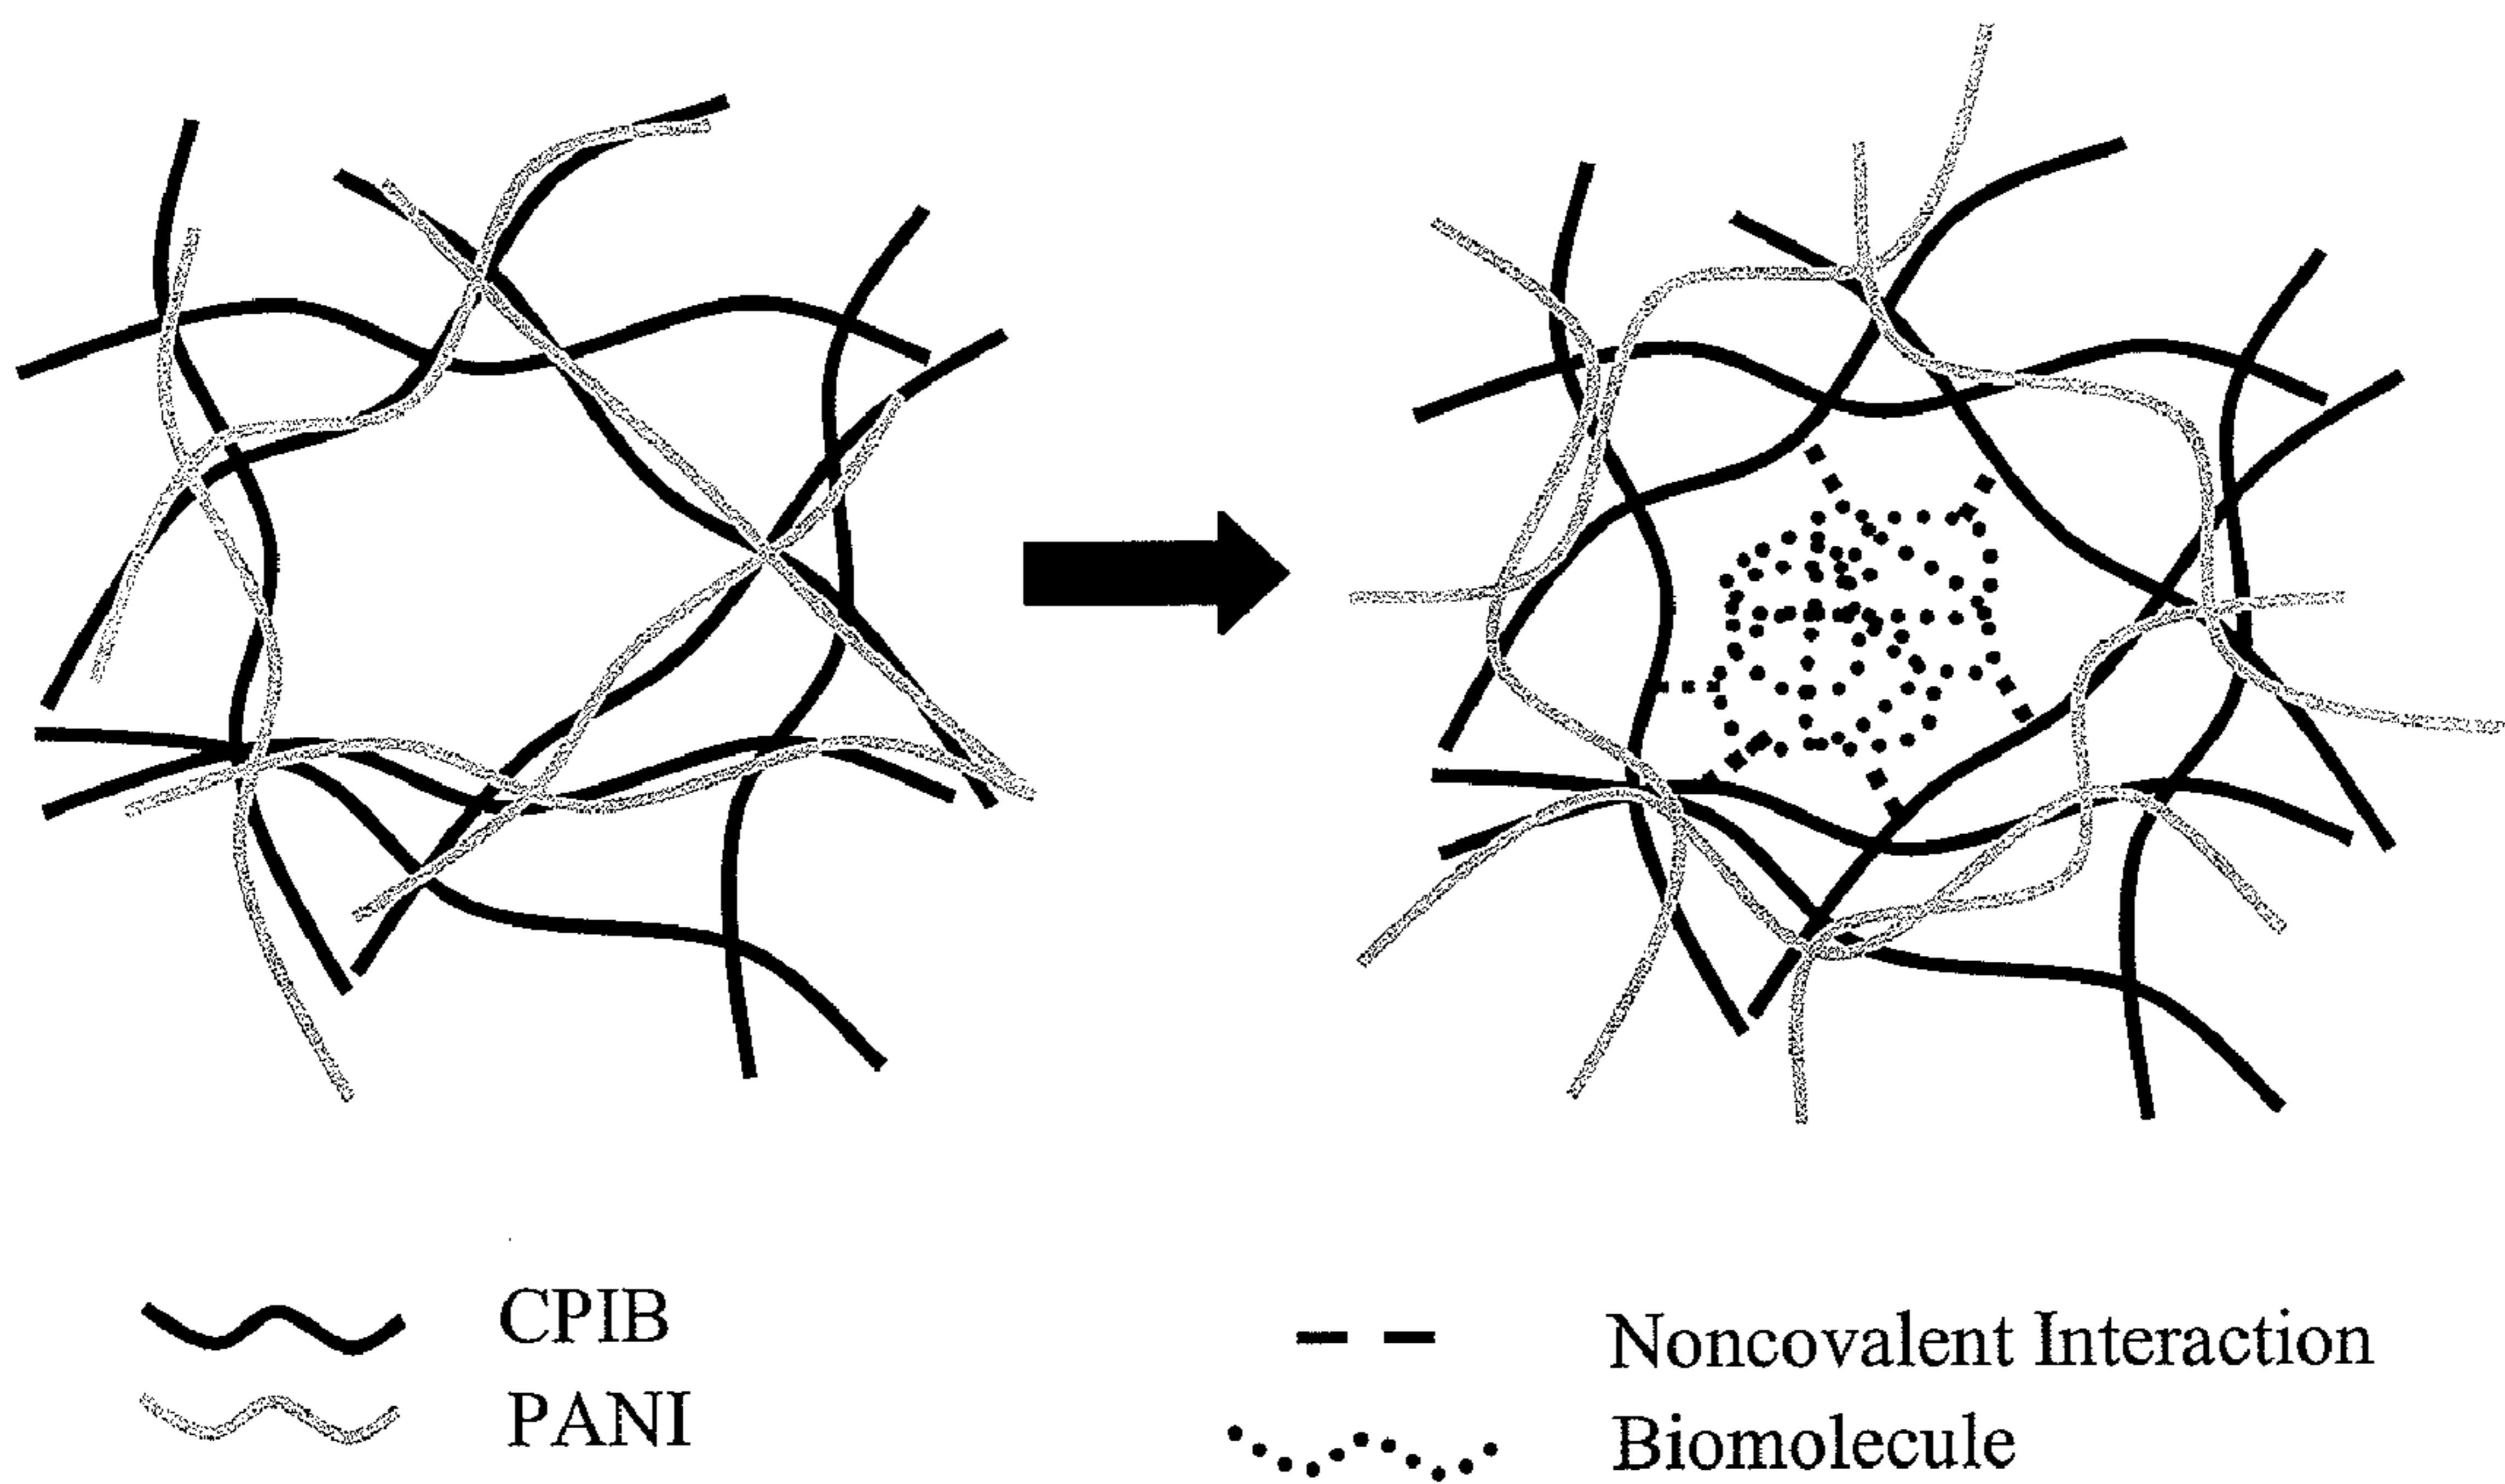 CPIB
PANI
Noncovalent Interaction
Biomolecule